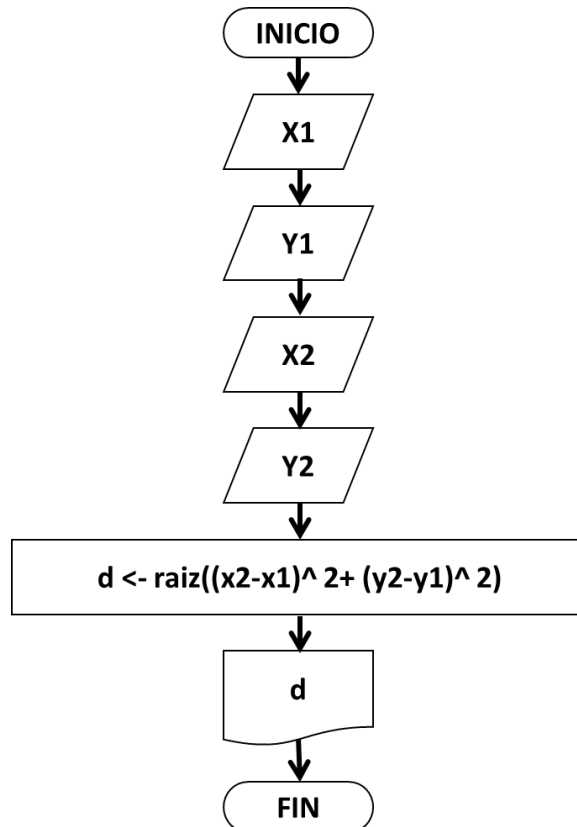 INICIO
X1
Y1
X2
Y2
d <- raiz((x2-x1)^ 2+ (y2-y1)^ 2)
d
FIN